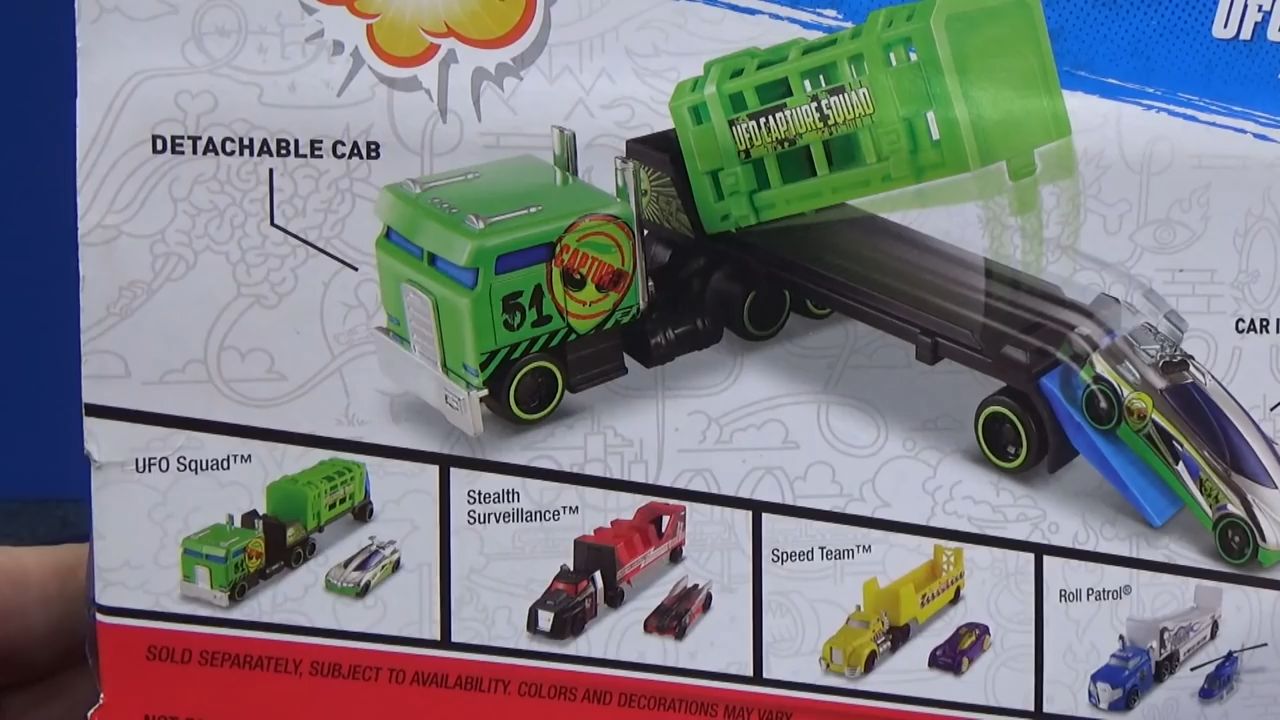 UFO
DETACHABLE CAB
UFO CAPTURE SQUAD
51
CAR
UFO Squad™
Stealth
Surveillance™
Speed Team™
Roll Patrol®
SOLD SEPARATELY, SUBJECT TO AVAILABILITY. COLORS AND DECORATIONS MAY VARY.